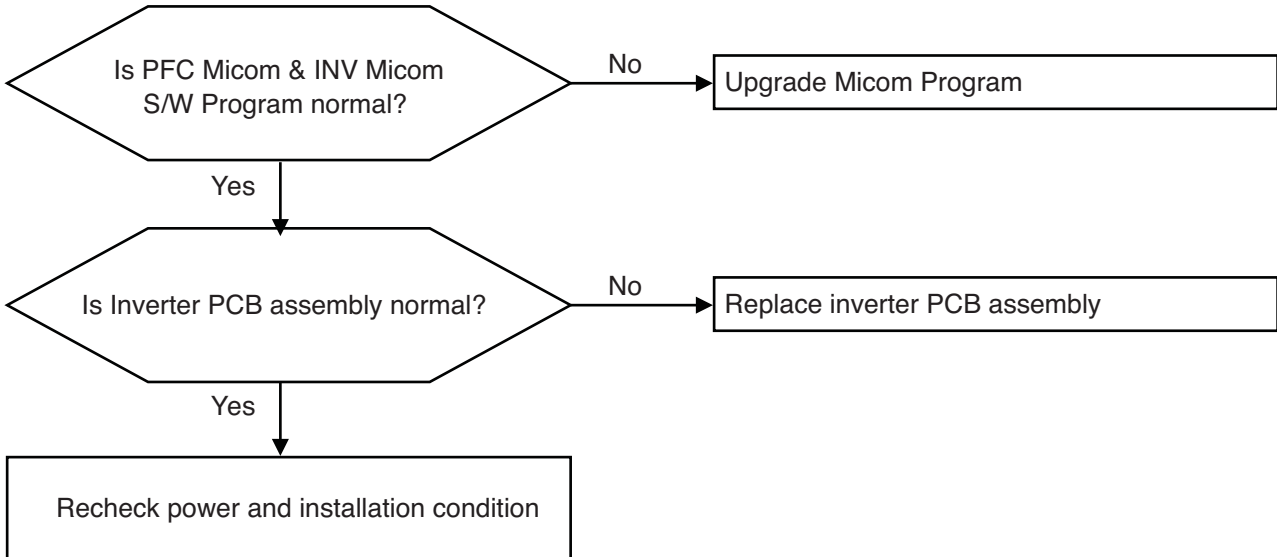 Is PFC Micom & INV Micom
S/W Program normal?
No
Upgrade Micom Program
Yes
Is Inverter PCB assembly normal?
No
Replace inverter PCB assembly
Yes
Recheck power and installation condition